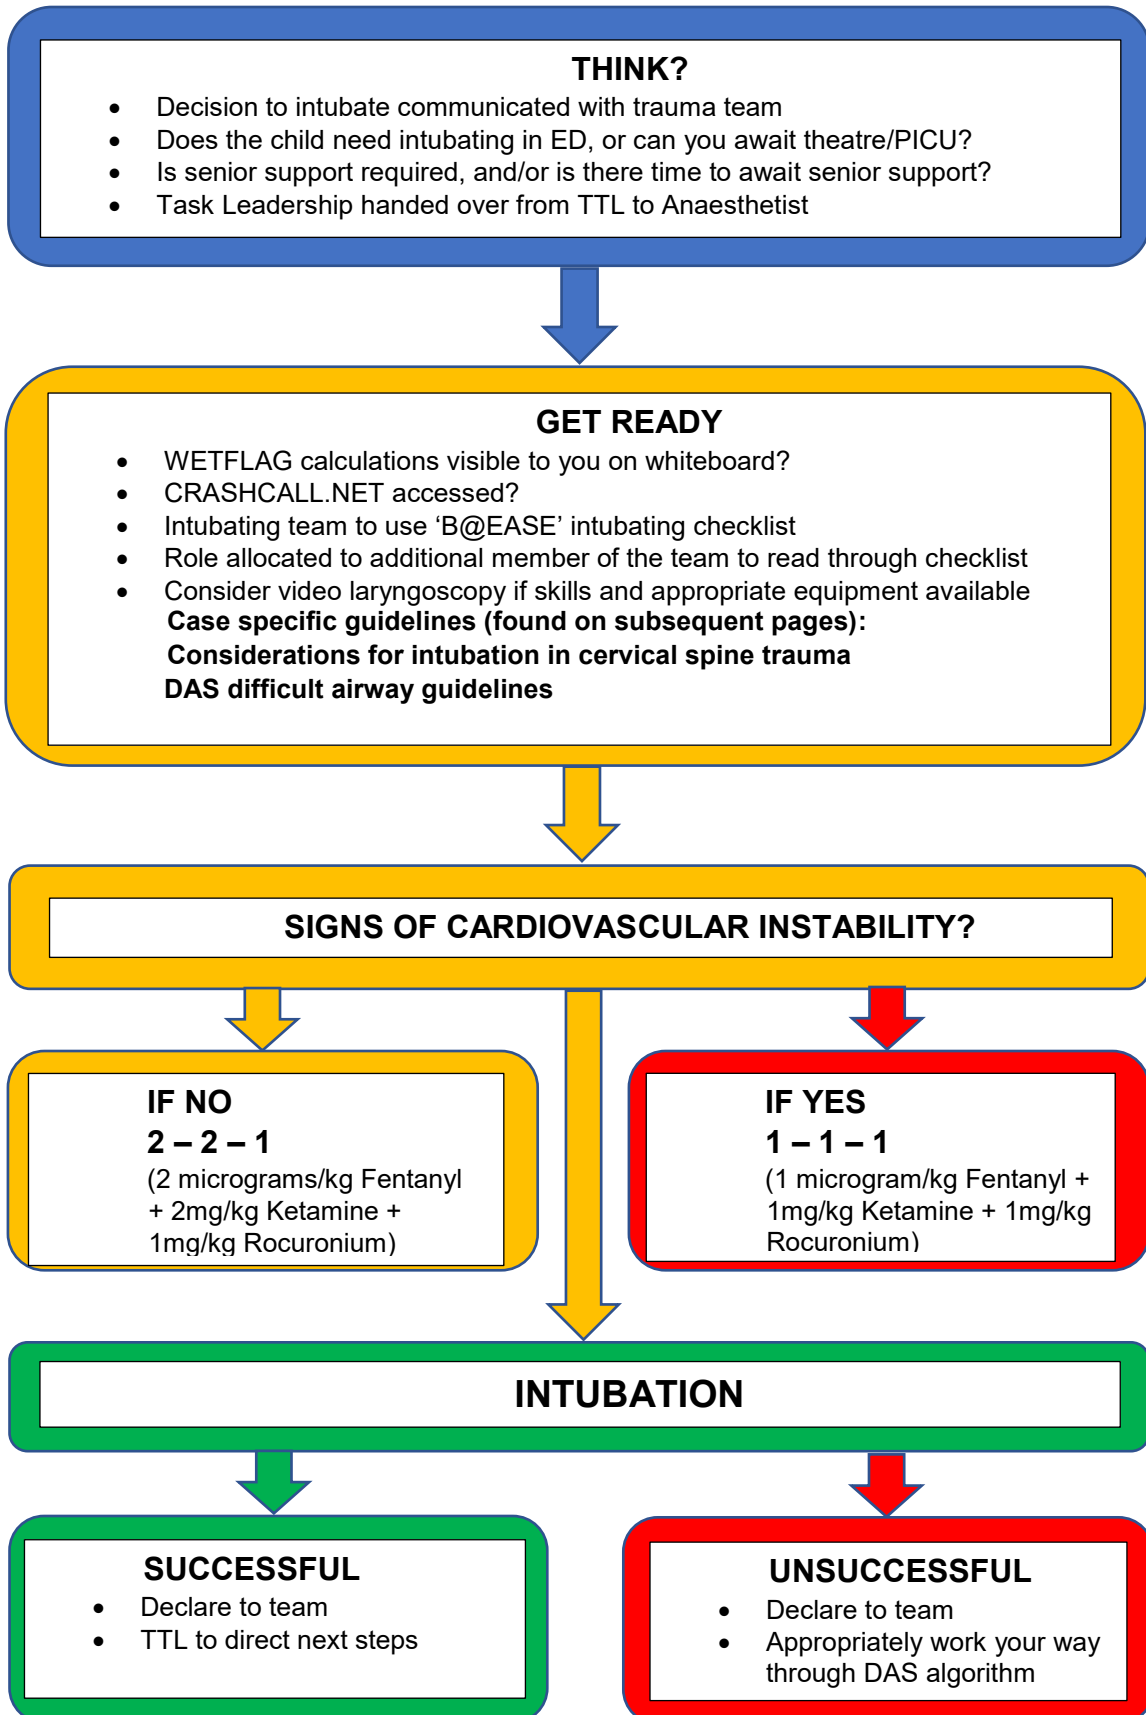 THINK?
• Decision to intubate communicated with trauma team
• Does the child need intubating in ED, or can you await theatre/PICU?
• Is senior support required, and/or is there time to await senior support?
• Task Leadership handed over from TTL to Anaesthetist
GET READY
• WETFLAG calculations visible to you on whiteboard?
• CRASHCALL.NET accessed?
• Intubating team to use ‘B@EASE’ intubating checklist
• Role allocated to additional member of the team to read through checklist
• Consider video laryngoscopy if skills and appropriate equipment available
Case specific guidelines (found on subsequent pages):
Considerations for intubation in cervical spine trauma
DAS difficult airway guidelines
SIGNS OF CARDIOVASCULAR INSTABILITY?
IF NO
2 – 2 – 1
(2 micrograms/kg Fentanyl
+ 2mg/kg Ketamine +
1mg/kg Rocuronium)
IF YES
1 – 1 – 1
(1 microgram/kg Fentanyl +
1mg/kg Ketamine + 1mg/kg
Rocuronium)
INTUBATION
SUCCESSFUL
• Declare to team
• TTL to direct next steps
UNSUCCESSFUL
• Declare to team
• Appropriately work your way
through DAS algorithm